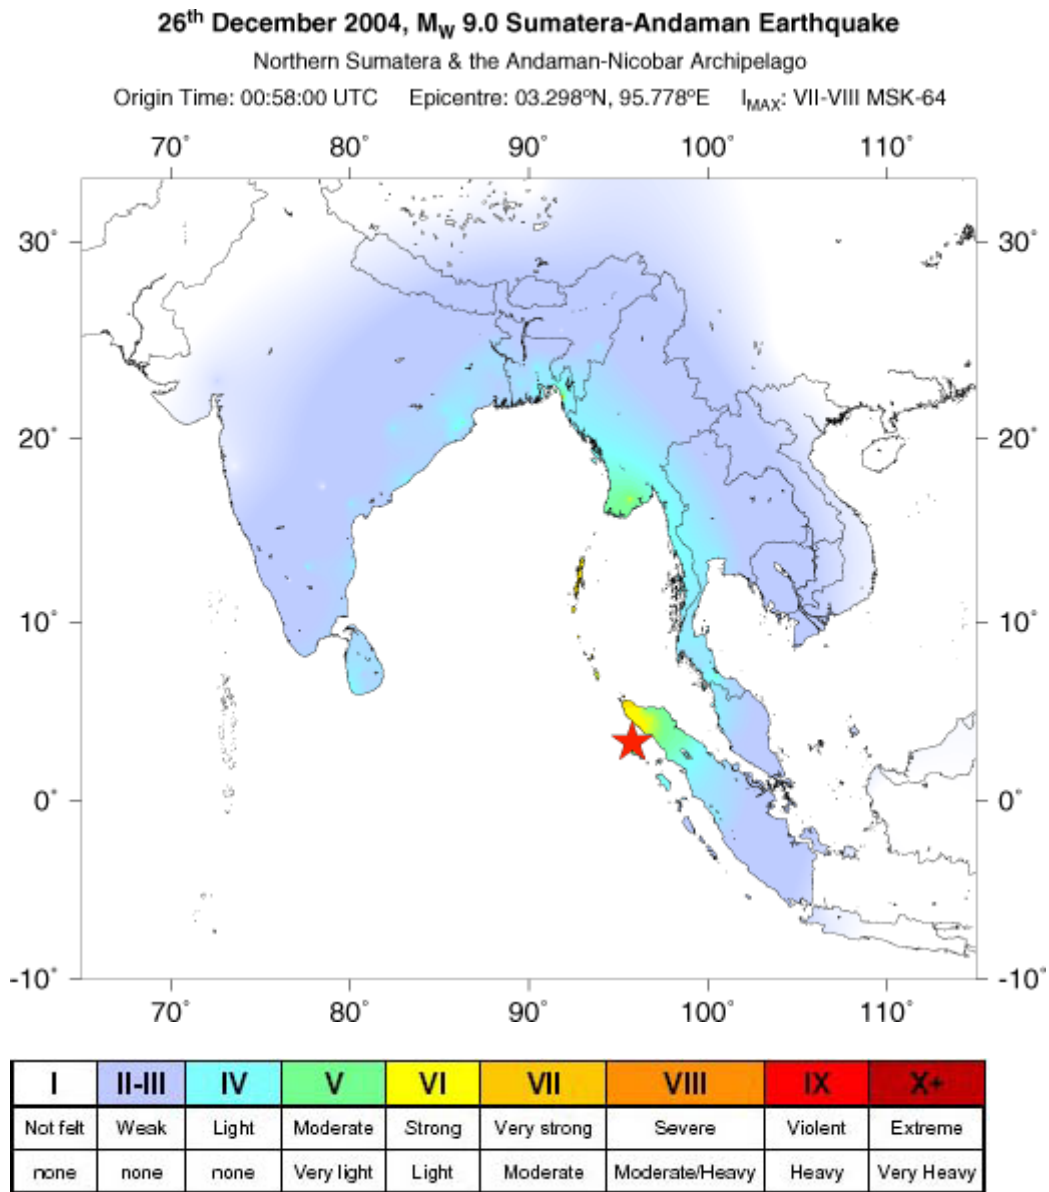 26th December 2004, MW 9.0 Sumatera-Andaman Earthquake
Northern Sumatera & the Andaman-Nicobar Archipelago
Origin Time: 00:58:00 UTC Epicentre: 03.298ºN, 95.778ºE IMAX: VII-VIII MSK-64
70° 80° 90° 100° 110°
30° 30°
20° 20°
10° 10°
0° 0°
-10° -10°
70° 80° 90° 100° 110°
I II-III IV V VI VII VIII IX X+
Not felt Weak Light Moderate Strong Very strong Severe Violent Extreme
none none none Very light Light Moderate Moderate/Heavy Heavy Very Heavy